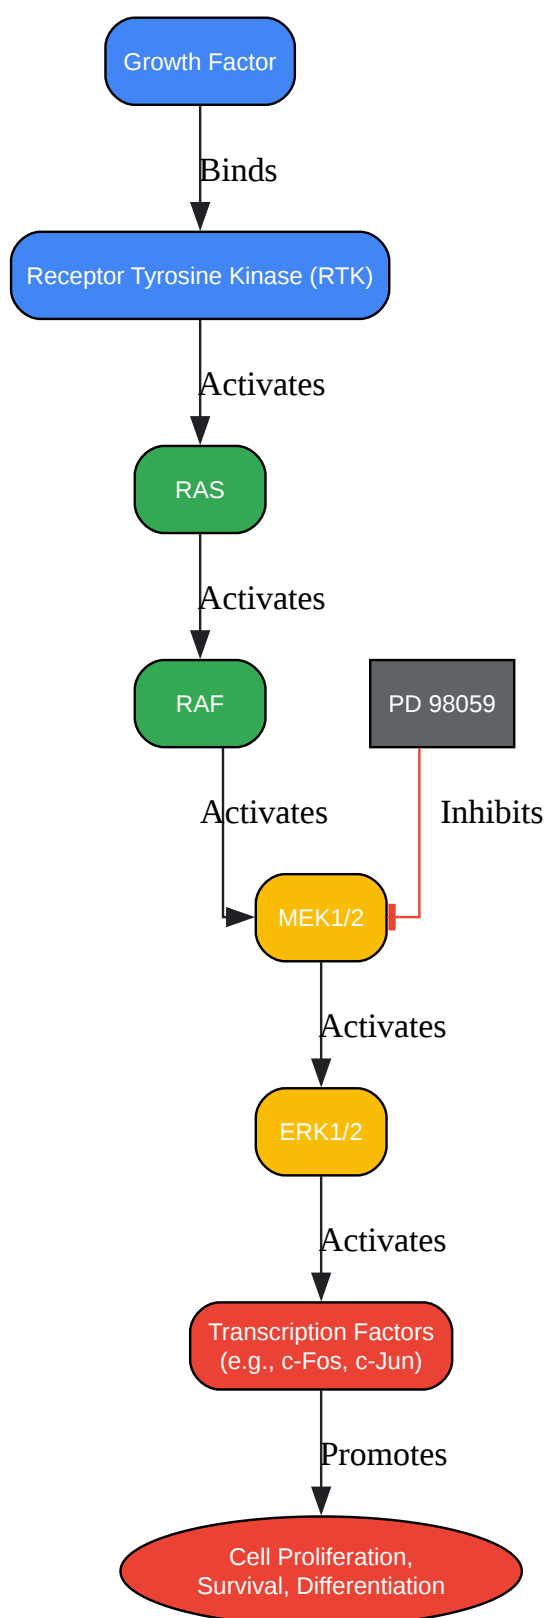 Growth Factor
Binds
Receptor Tyrosine Kinase (RTK)
Activates
RAS
Activates
RAF
PD 98059
Activates
Inhibits
MEK1/2
Activates
ERK1/2
Activates
Transcription Factors
(e.g., c-Fos, c-Jun)
Promotes
Cell Proliferation,
Survival, Differentiation